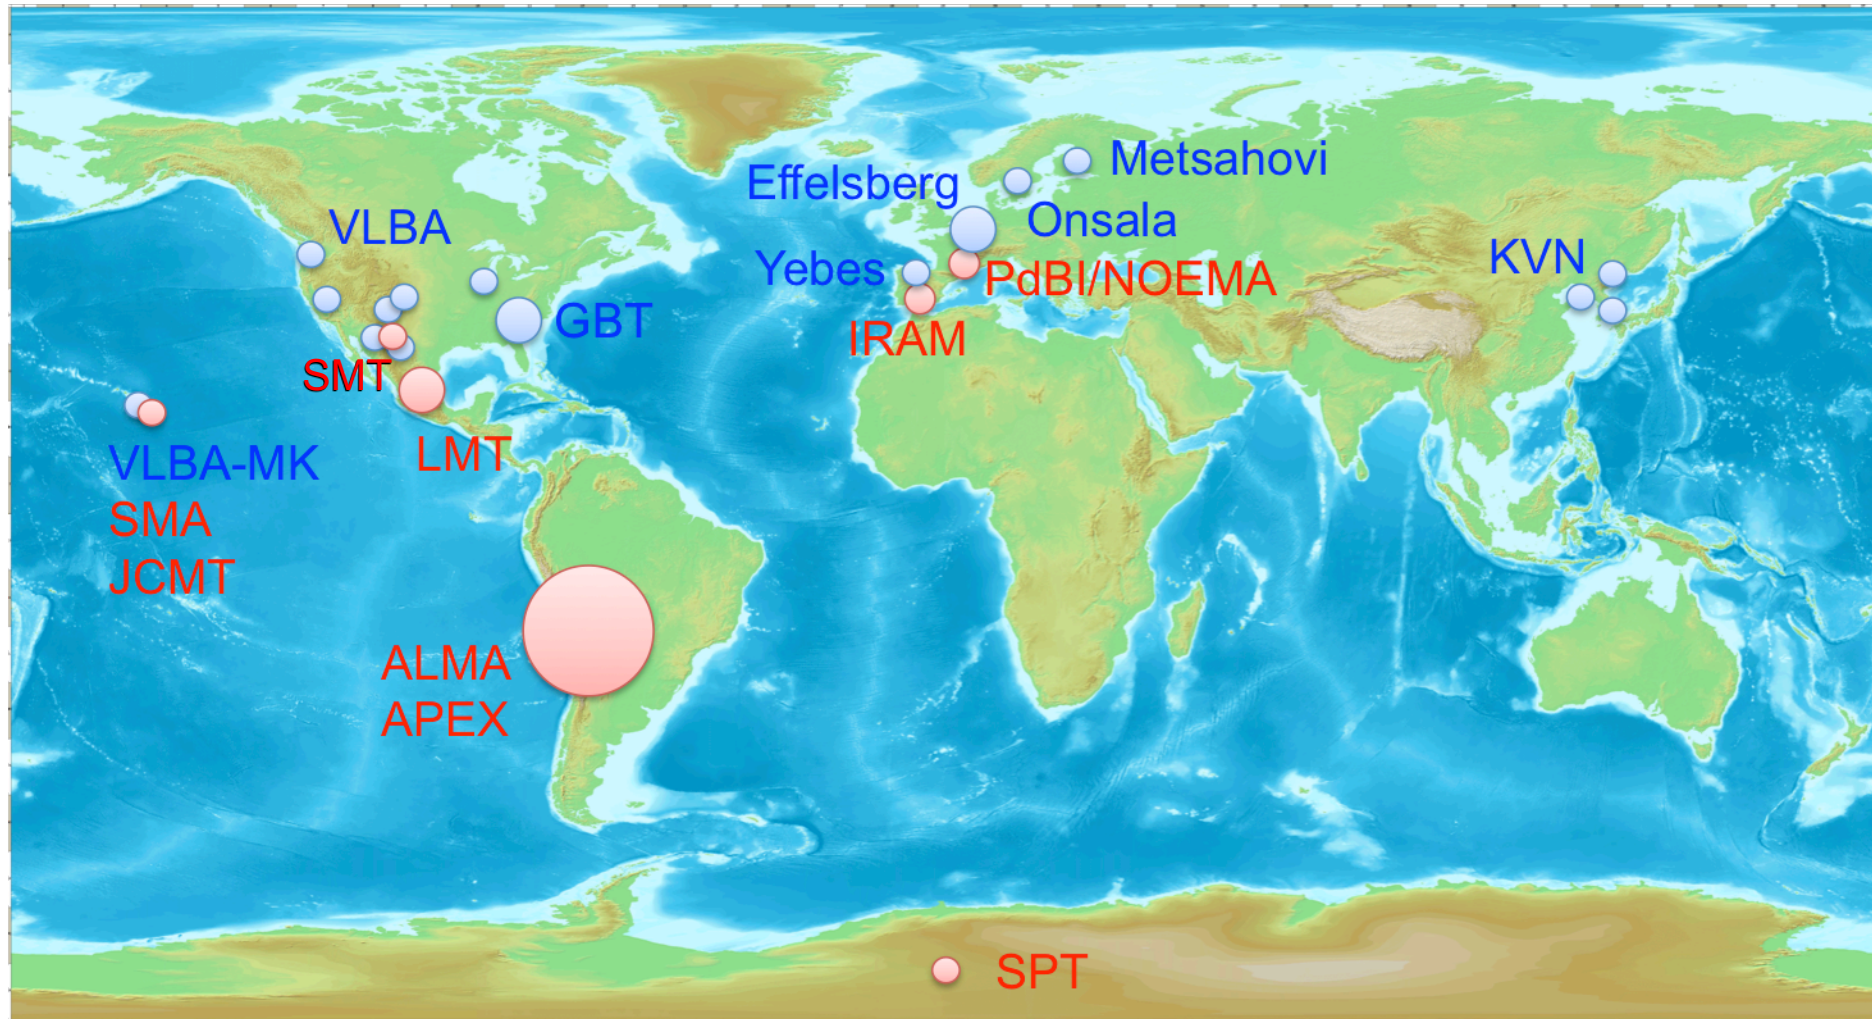 Metsahovi
Effelsberg
Onsala
VLBA
Yebes
PdBI/NOEMA
KVN
GBT
IRAM
SMT
LMT
VLBA-MK
SMA
JCMT
ALMA
APEX
SPT